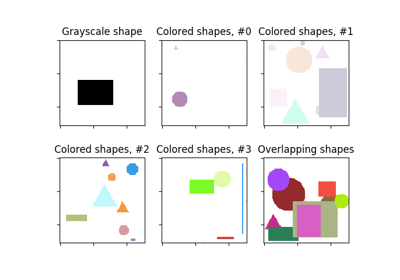 Grayscale shape
Colored shapes, #0
Colored shapes, #1
Colored shapes, #2
Colored shapes, #3
Overlapping shapes